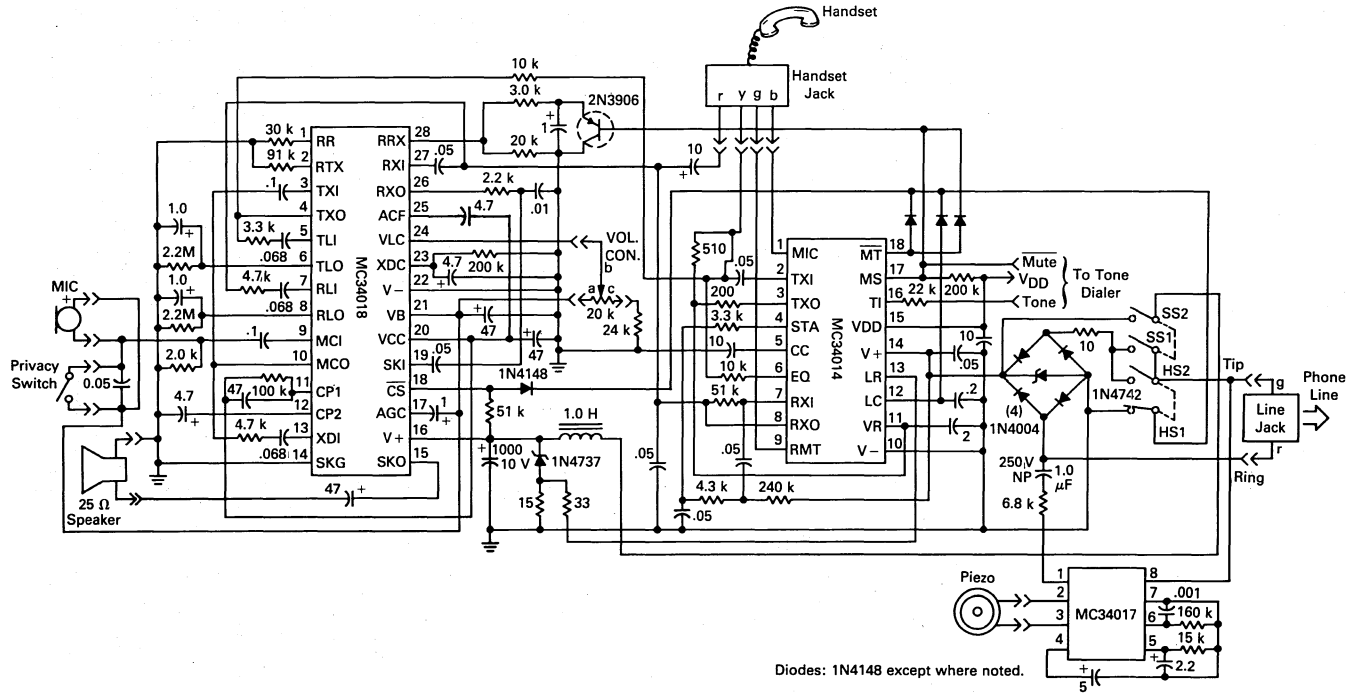 Handset
Handset
Jack
r y g b
10 k
3.0 k
2N3906
+
1
20 k
30 k
91 k
.1
3.3 k
.068
4.7k
.068
1.0
+
2.2M
1.0
+
2.2M
.1
2.0 k
MIC
+
Privacy
Switch
0.05
4.7
+
47
100 k
4.7 k
.068
25 Ω
Speaker
47
+
MC34018
1 RR
2 RTX
3 TXI
4 TXO
5 TLI
6 TLO
7 RLI
8 RLO
9 MCI
10 MCO
11 CP1
12 CP2
13 XDI
14 SKG
RRX 28
RXI 27
RXO 26
ACF 25
VLC 24
XDC 23
V− 22
VB 21
VCC 20
SKI 19
C̅S̅ 18
AGC 17
V+ 16
SKO 15
.05
2.2 k
.01
4.7
200 k
4.7
+
+
47
+
47
.05
VOL.
CON.
b
a c
20 k
24 k
1N4148
51 k
1
+
1.0 H
+
1000
10 V
1N4737
15
33
10
+
510
.05
200
3.3 k
10
10 k
51 k
.05
.05
4.3 k
240 k
.05
MC34014
1 MIC
2 TXI
3 TXO
4 STA
5 CC
6 EQ
7 RXI
8 RXO
9 RMT
M̅T̅ 18
MS 17
TI 16
VDD 15
V+ 14
LR 13
LC 12
VR 11
V− 10
22 k
200 k
M̅u̅t̅e̅
VDD
Tone
To Tone
Dialer
10
.05
.2
2
10
SS2
SS1
HS2
HS1
1N4742
(4)
1N4004
Tip
g
Line
Jack
r
Phone
Line
Ring
250 V
NP
1.0
μF
6.8 k
Piezo
MC34017
1
2
3
4
8
7
6
5
.001
160 k
15 k
+
2.2
+
5
Diodes: 1N4148 except where noted.